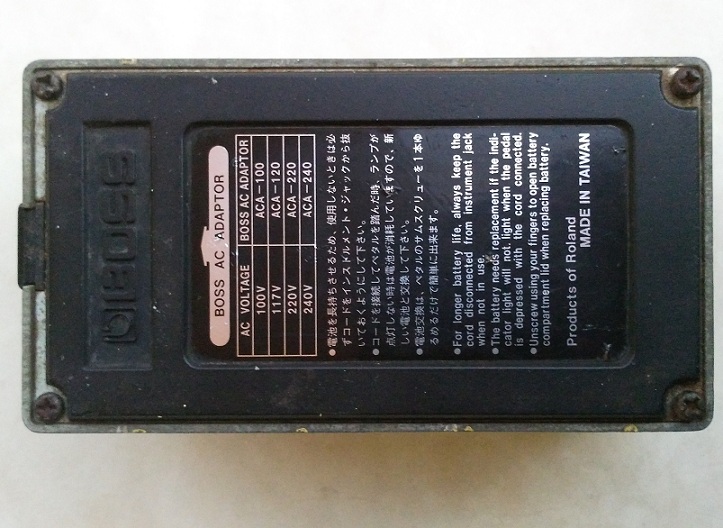 BOSS
BOSS AC ADAPTOR
AC VOLTAGE BOSS AC ADAPTOR
100V ACA-100
117V ACA-120
220V ACA-220
240V ACA-240
●電池を長持ちさせるため、使用しないときは必
ずコードをインスドルメント・ジャックから抜
いておくようにして下さい。
●コードを接続してペタルを踏んだ時、ランプが
点灯しない時は電池が消耗していますので、新
しい電池と交換して下さい。
●電池交換は、ペタルのサムスクリューを1本ゆ
るめるだけで簡単に出来ます。
●For longer battery life, always keep the
cord disconnected from instrument jack
when not in use.
●The battery needs replacement if the indi-
cator light will not light when the pedal
is depressed with the cord connected.
●Unscrew using your fingers to open battery
compartment lid when replacing battery.
Products of Roland
MADE IN TAIWAN